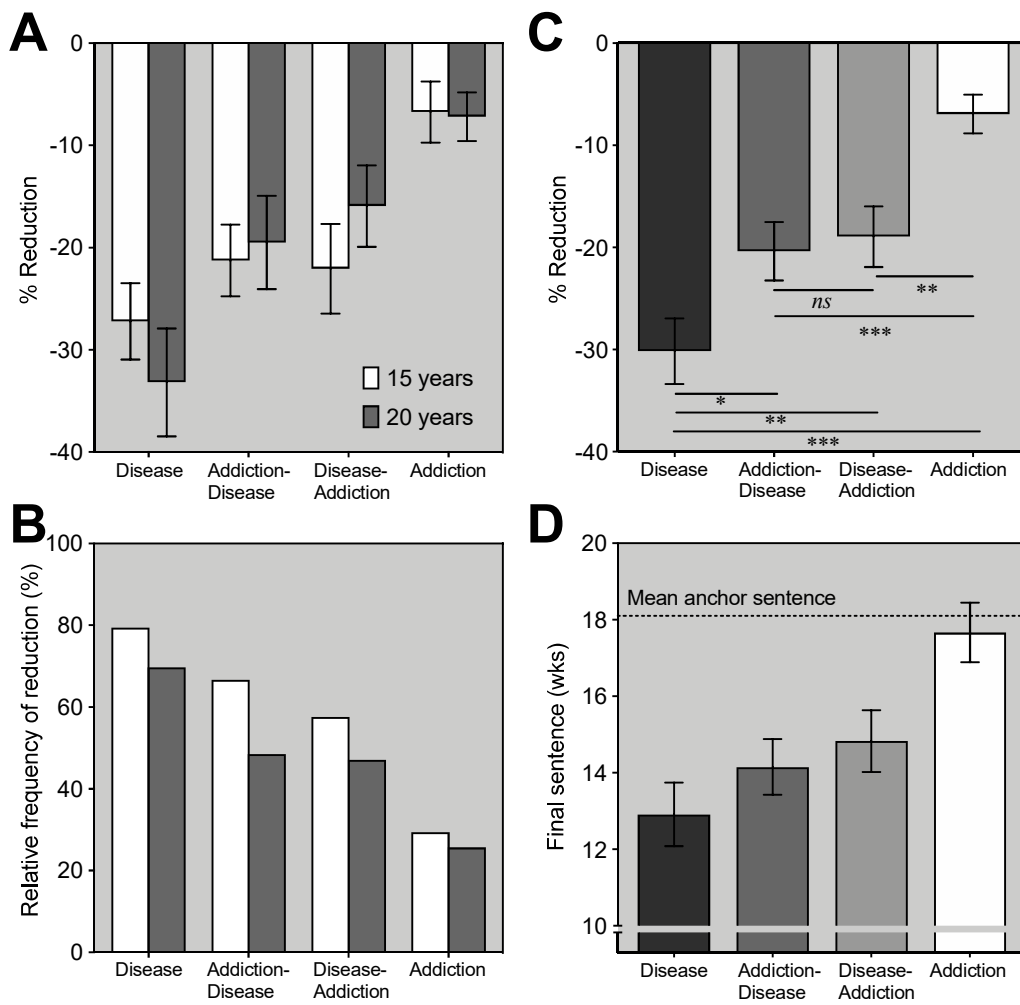 A
0
-10
-20
-30
-40
% Reduction
15 years
20 years
Disease
Addiction-
Disease
Disease-
Addiction
Addiction
C
0
-10
-20
-30
-40
% Reduction
ns
**
***
*
**
***
Disease
Addiction-
Disease
Disease-
Addiction
Addiction
B
100
80
60
40
20
0
Relative frequency of reduction (%)
Disease
Addiction-
Disease
Disease-
Addiction
Addiction
D
20
18
16
14
12
10
Final sentence (wks)
Mean anchor sentence
Disease
Addiction-
Disease
Disease-
Addiction
Addiction